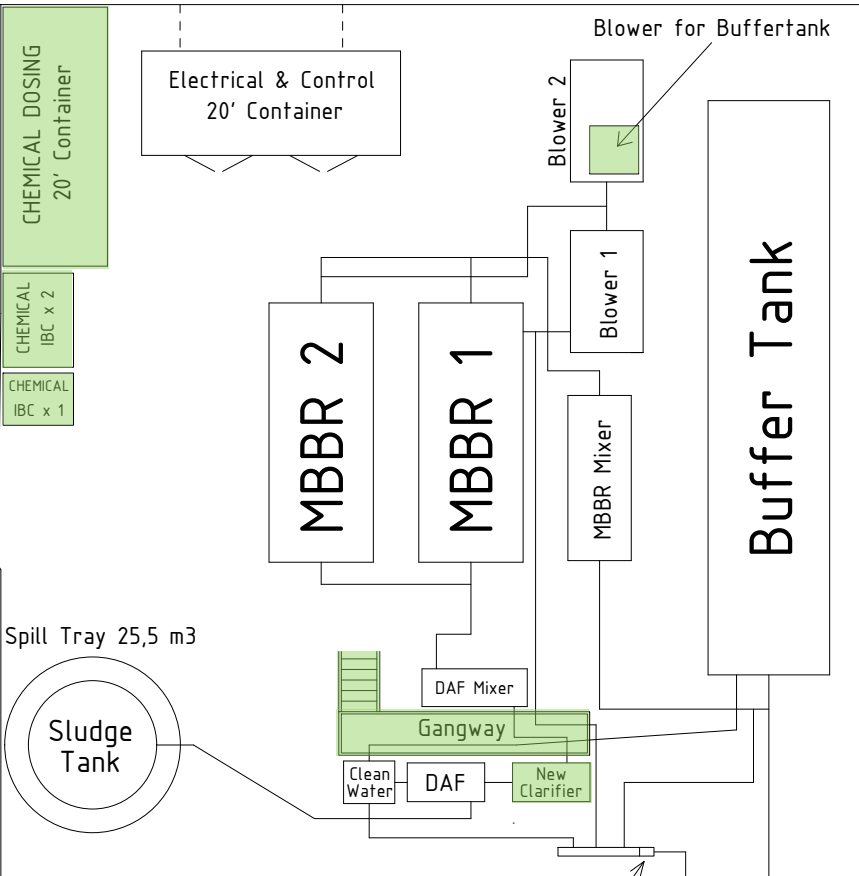 Blower for Buffertank
CHEMICAL DOSING
20' Container
Electrical & Control
20' Container
Blower 2
Blower 1
CHEMICAL
IBC x 2
CHEMICAL
IBC x 1
MBBR 2
MBBR 1
MBBR Mixer
Buffer Tank
Spill Tray 25,5 m3
Sludge
Tank
DAF Mixer
Gangway
Clean
Water
DAF
New
Clarifier